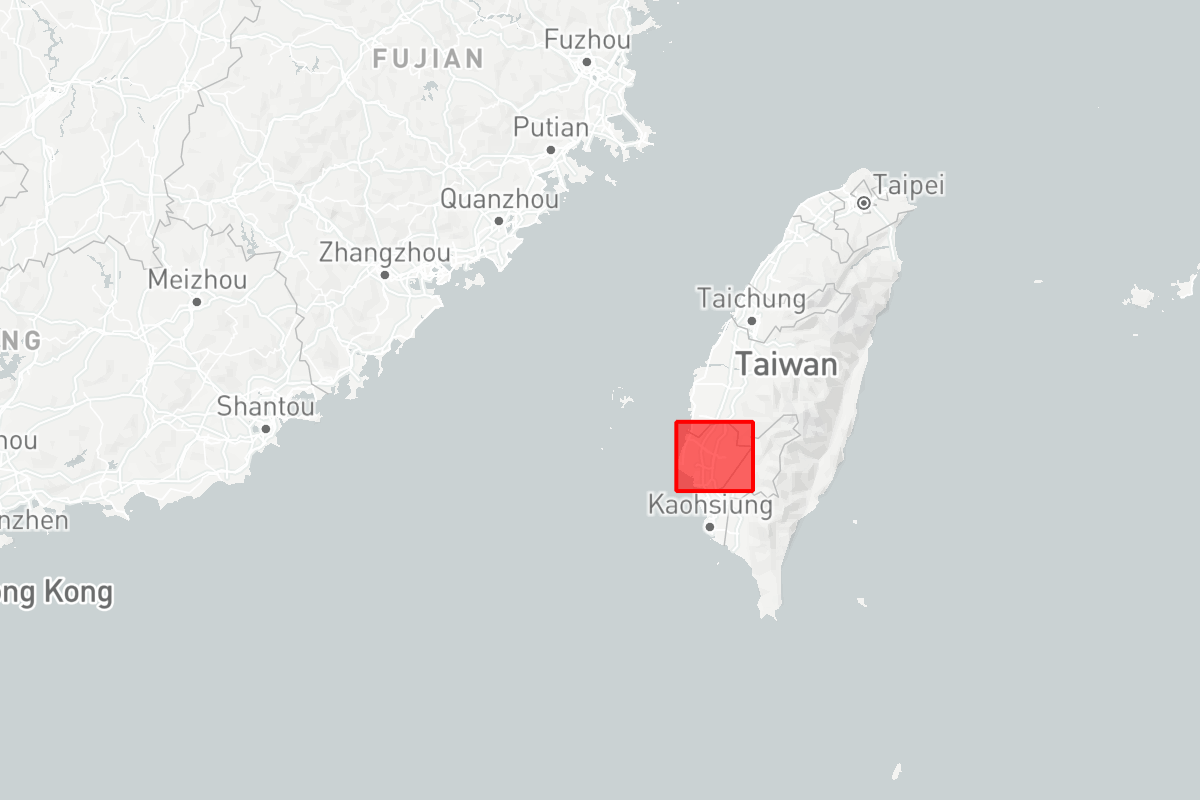 Fuzhou
FUJIAN
Putian
Taipei
Quanzhou
Zhangzhou
Meizhou
Taichung
NG
Taiwan
Shantou
hou
Kaohsiung
nzhen
ong Kong